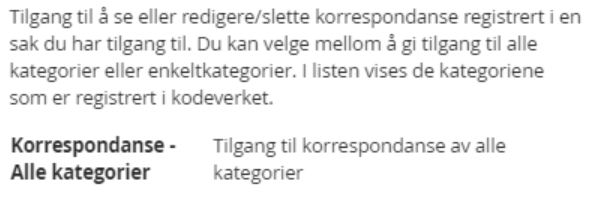 Tilgang til å se eller redigere/slette korrespondanse registrert i en
sak du har tilgang til. Du kan velge mellom å gi tilgang til alle
kategorier eller enkeltkategorier. I listen vises de kategoriene
som er registrert i kodeverket.
Korrespondanse - Tilgang til korrespondanse av alle
Alle kategorier kategorier